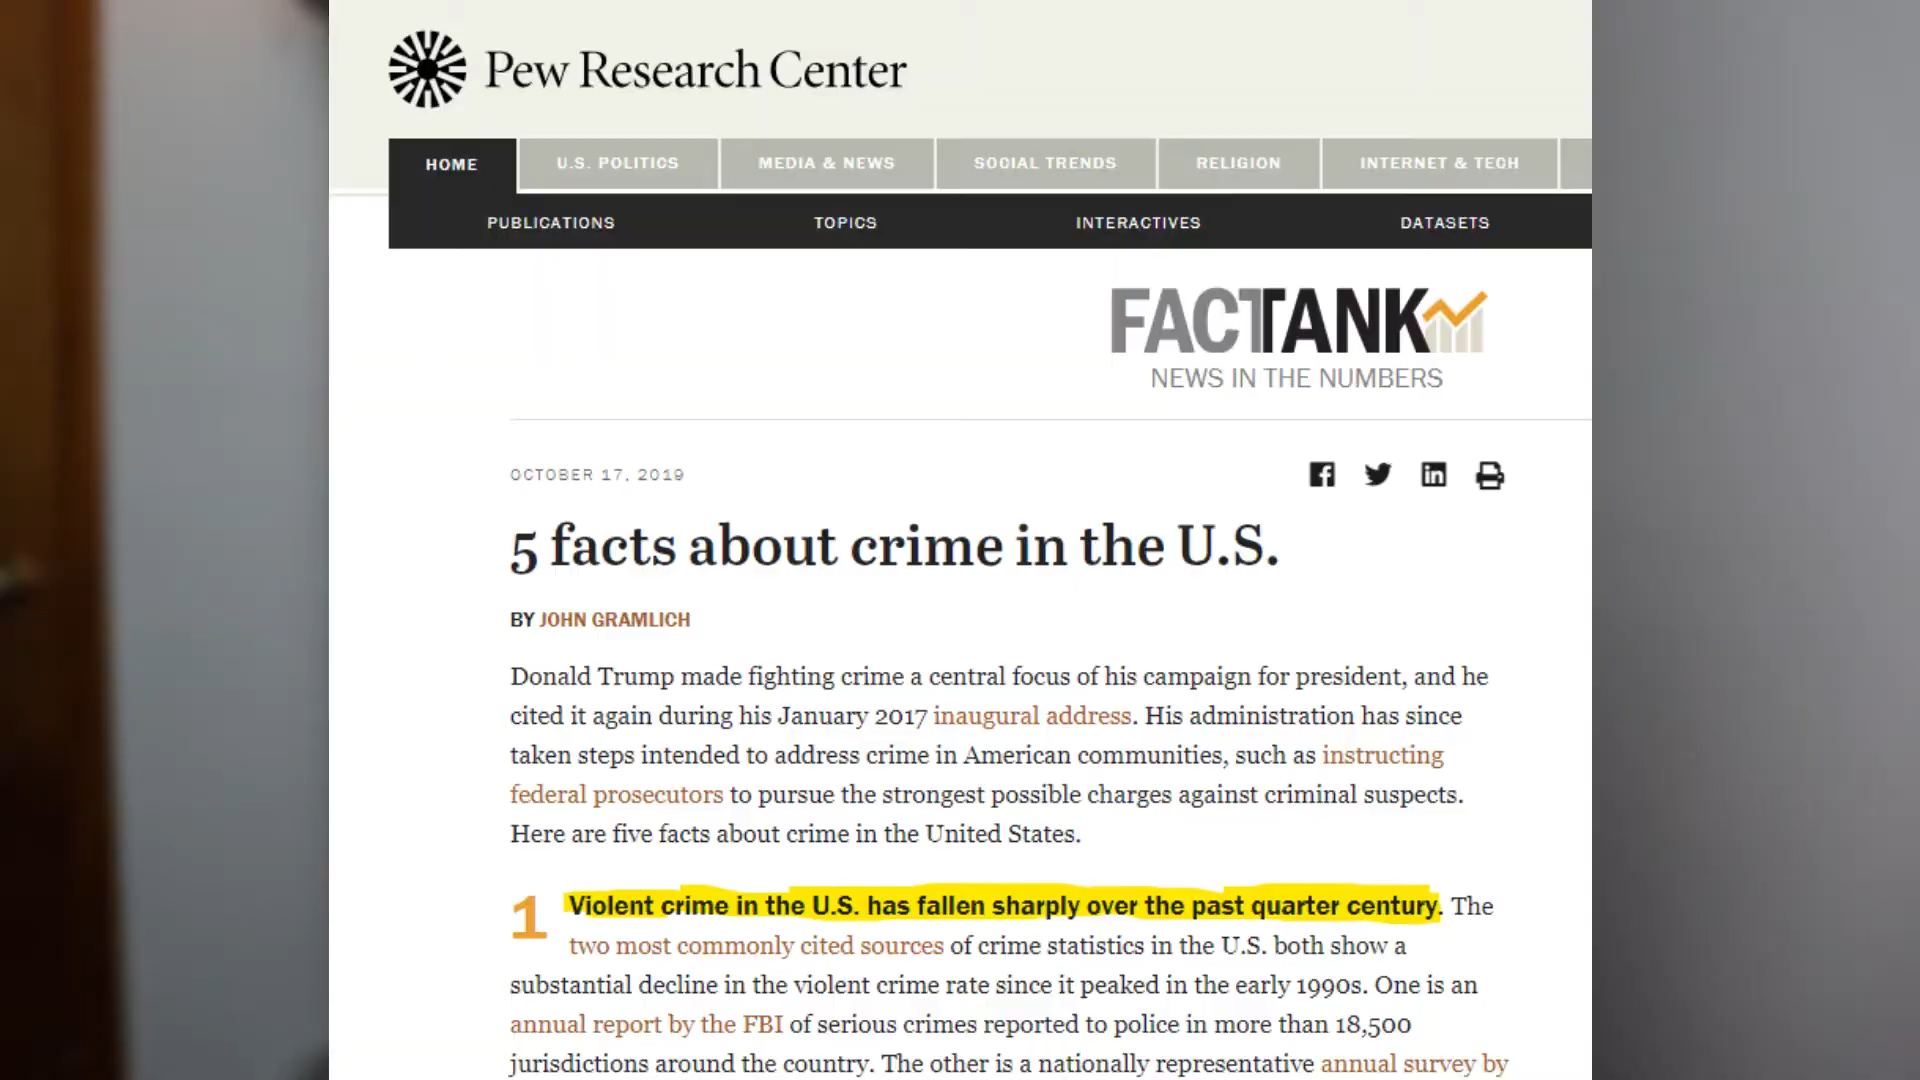 Pew Research Center
HOME
U.S. POLITICS
MEDIA & NEWS
SOCIAL TRENDS
RELIGION
INTERNET & TECH
PUBLICATIONS
TOPICS
INTERACTIVES
DATASETS
FACTTANK
NEWS IN THE NUMBERS
OCTOBER 17, 2019
5 facts about crime in the U.S.
BY JOHN GRAMLICH
Donald Trump made fighting crime a central focus of his campaign for president, and he
cited it again during his January 2017 inaugural address. His administration has since
taken steps intended to address crime in American communities, such as instructing
federal prosecutors to pursue the strongest possible charges against criminal suspects.
Here are five facts about crime in the United States.
1 Violent crime in the U.S. has fallen sharply over the past quarter century. The
two most commonly cited sources of crime statistics in the U.S. both show a
substantial decline in the violent crime rate since it peaked in the early 1990s. One is an
annual report by the FBI of serious crimes reported to police in more than 18,500
jurisdictions around the country. The other is a nationally representative annual survey by